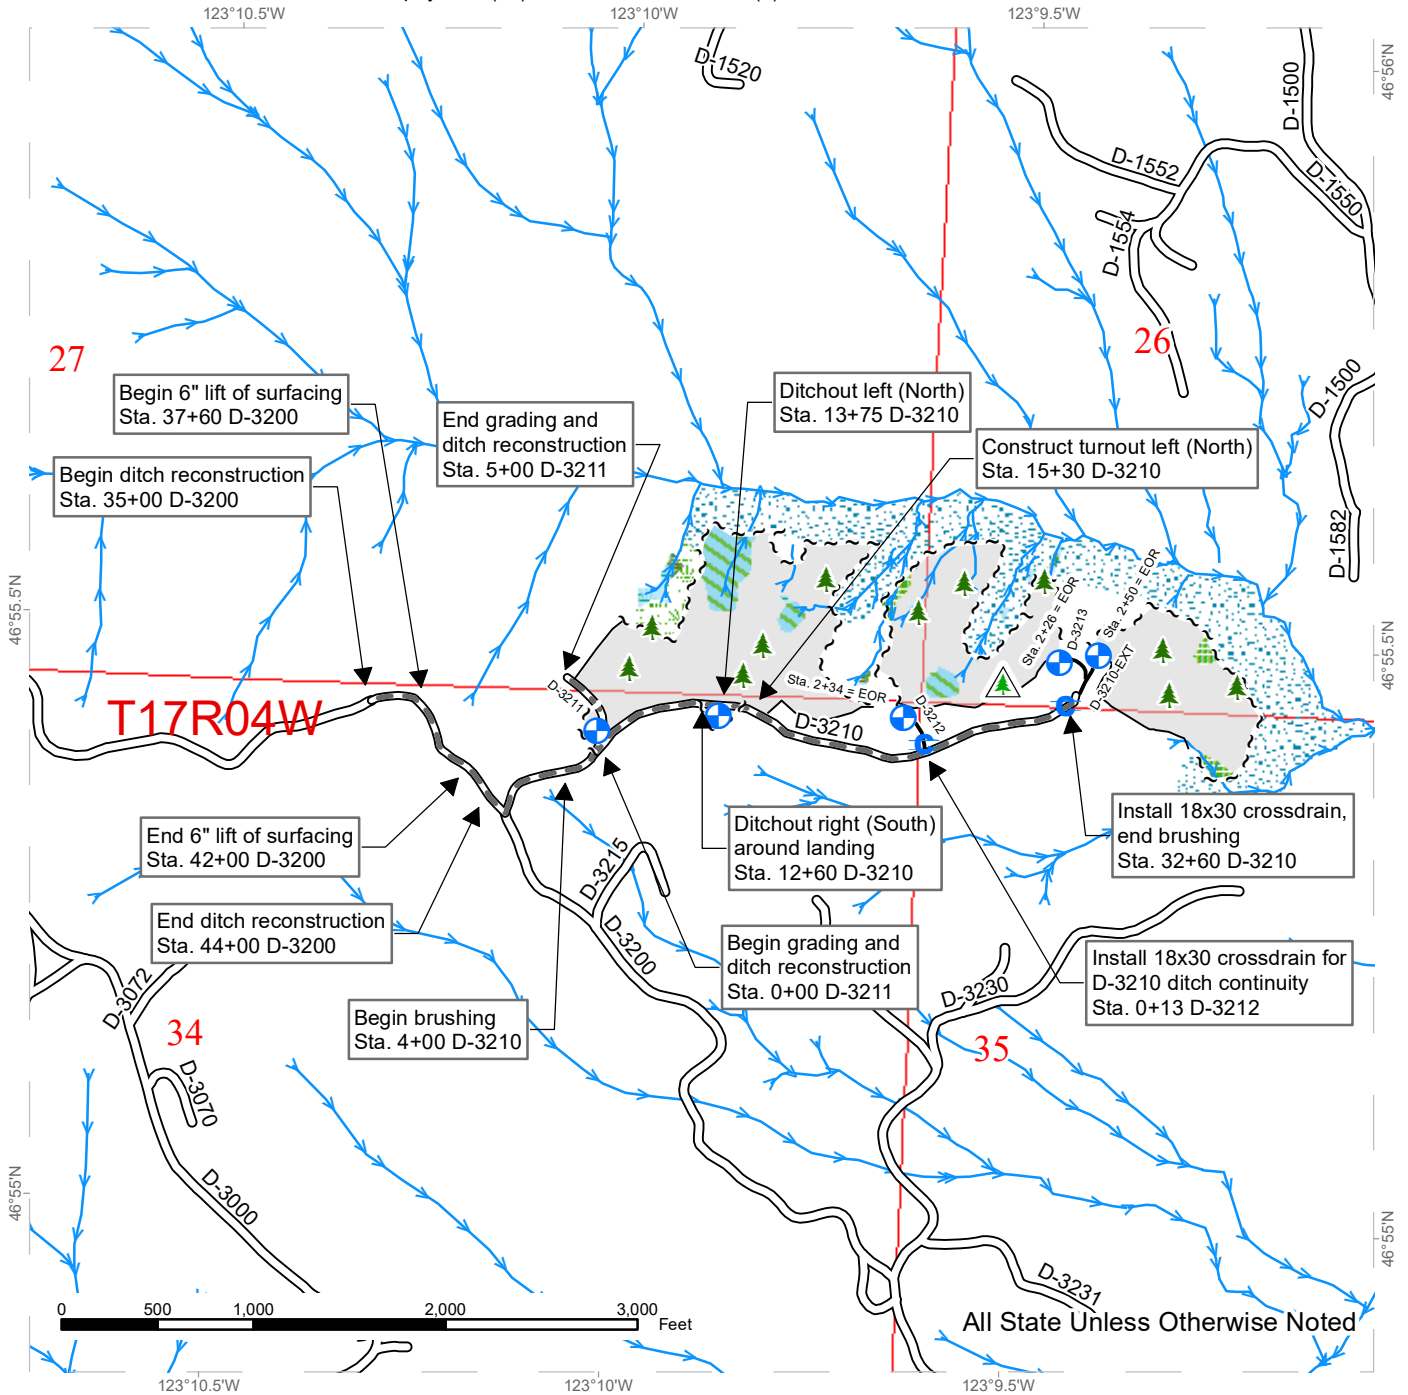 123°10.5'W
123°10'W
123°9.5'W
46°56'N
D-1520
D-1500
D-1552
D-1550
D-1554
27
26
Begin 6" lift of surfacing
Sta. 37+60 D-3200
End grading and
ditch reconstruction
Sta. 5+00 D-3211
Ditchout left (North)
Sta. 13+75 D-3210
D-1500
Construct turnout left (North)
Sta. 15+30 D-3210
Begin ditch reconstruction
Sta. 35+00 D-3200
D-1582
46°55.5'N
46°55.5'N
Sta. 2+26 = EOR
D-3213
Sta. 2+50 = EOR
D-3210-EXT
Sta. 2+34 = EOR
D-3211
D-3212
T17R04W
D-3210
End 6" lift of surfacing
Sta. 42+00 D-3200
Ditchout right (South)
around landing
Sta. 12+60 D-3210
Install 18x30 crossdrain,
end brushing
Sta. 32+60 D-3210
D-3215
End ditch reconstruction
Sta. 44+00 D-3200
D-3200
Begin grading and
ditch reconstruction
Sta. 0+00 D-3211
Install 18x30 crossdrain for
D-3210 ditch continuity
Sta. 0+13 D-3212
D-3072
D-3230
Begin brushing
Sta. 4+00 D-3210
34
35
D-3070
D-3000
46°55'N
46°55'N
D-3231
0
500
1,000
2,000
3,000
Feet
All State Unless Otherwise Noted
123°10.5'W
123°10'W
123°9.5'W